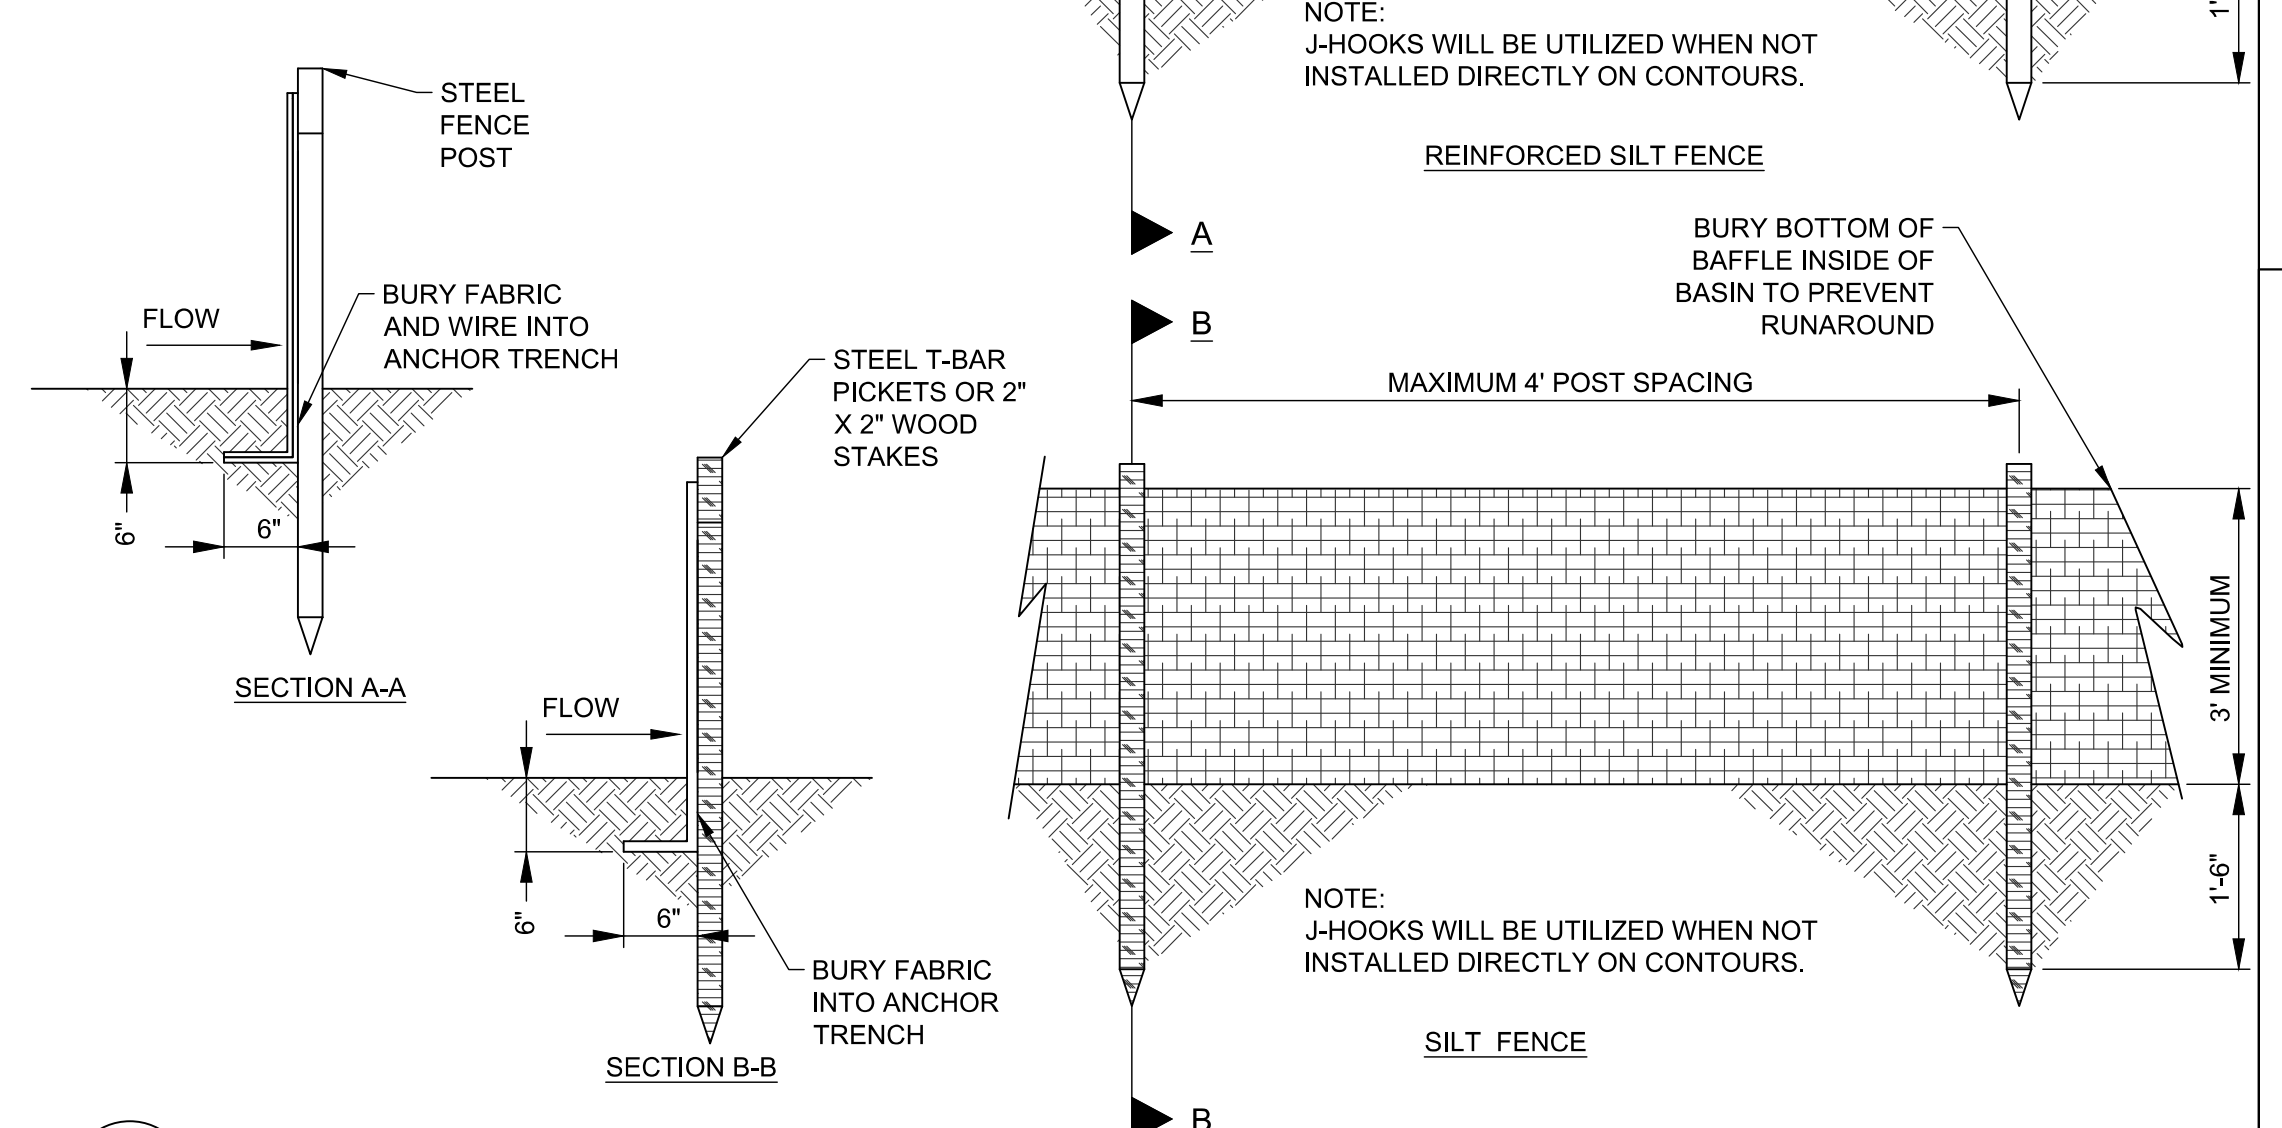 STEEL
FENCE
POST
BURY FABRIC
AND WIRE INTO
ANCHOR TRENCH
FLOW
6"
6"
SECTION A-A
NOTE:
J-HOOKS WILL BE UTILIZED WHEN NOT
INSTALLED DIRECTLY ON CONTOURS.
1'
REINFORCED SILT FENCE
A
B
BURY BOTTOM OF
BAFFLE INSIDE OF
BASIN TO PREVENT
RUNAROUND
MAXIMUM 4' POST SPACING
STEEL T-BAR
PICKETS OR 2"
X 2" WOOD
STAKES
FLOW
6"
6"
BURY FABRIC
INTO ANCHOR
TRENCH
SECTION B-B
3' MINIMUM
1'-6"
NOTE:
J-HOOKS WILL BE UTILIZED WHEN NOT
INSTALLED DIRECTLY ON CONTOURS.
SILT FENCE
B